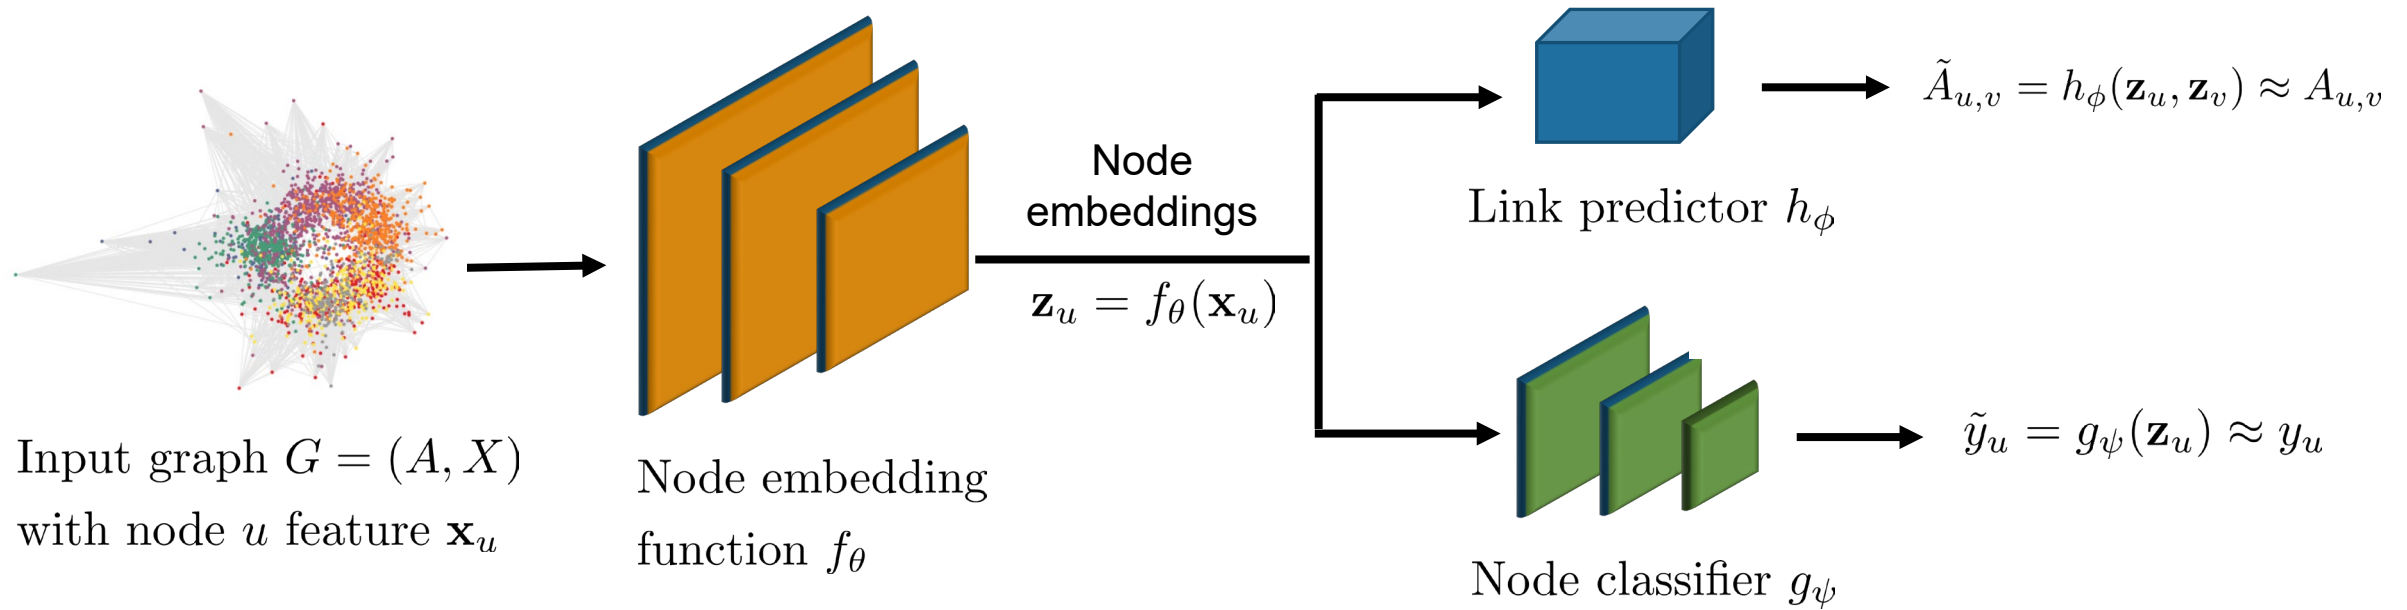 Input graph G = (A, X)
with node u feature x_u
Node embedding
function f_θ
Node
embeddings
z_u = f_θ(x_u)
Link predictor h_ϕ
Ã_{u,v} = h_ϕ(z_u, z_v) ≈ A_{u,v}
Node classifier g_ψ
ỹ_u = g_ψ(z_u) ≈ y_u